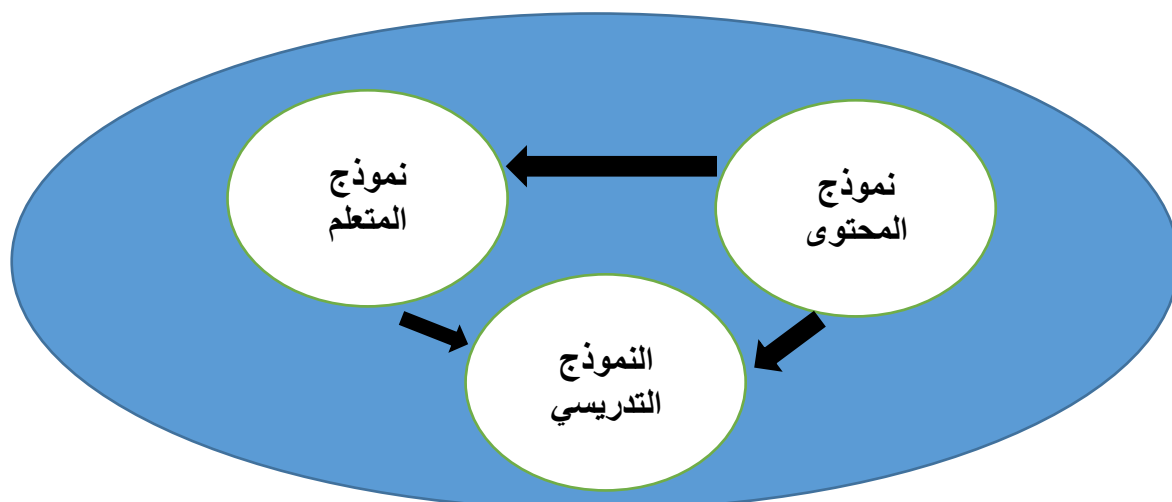 نموذج
المحتوى
نموذج
المتعلم
النموذج
التدريسي